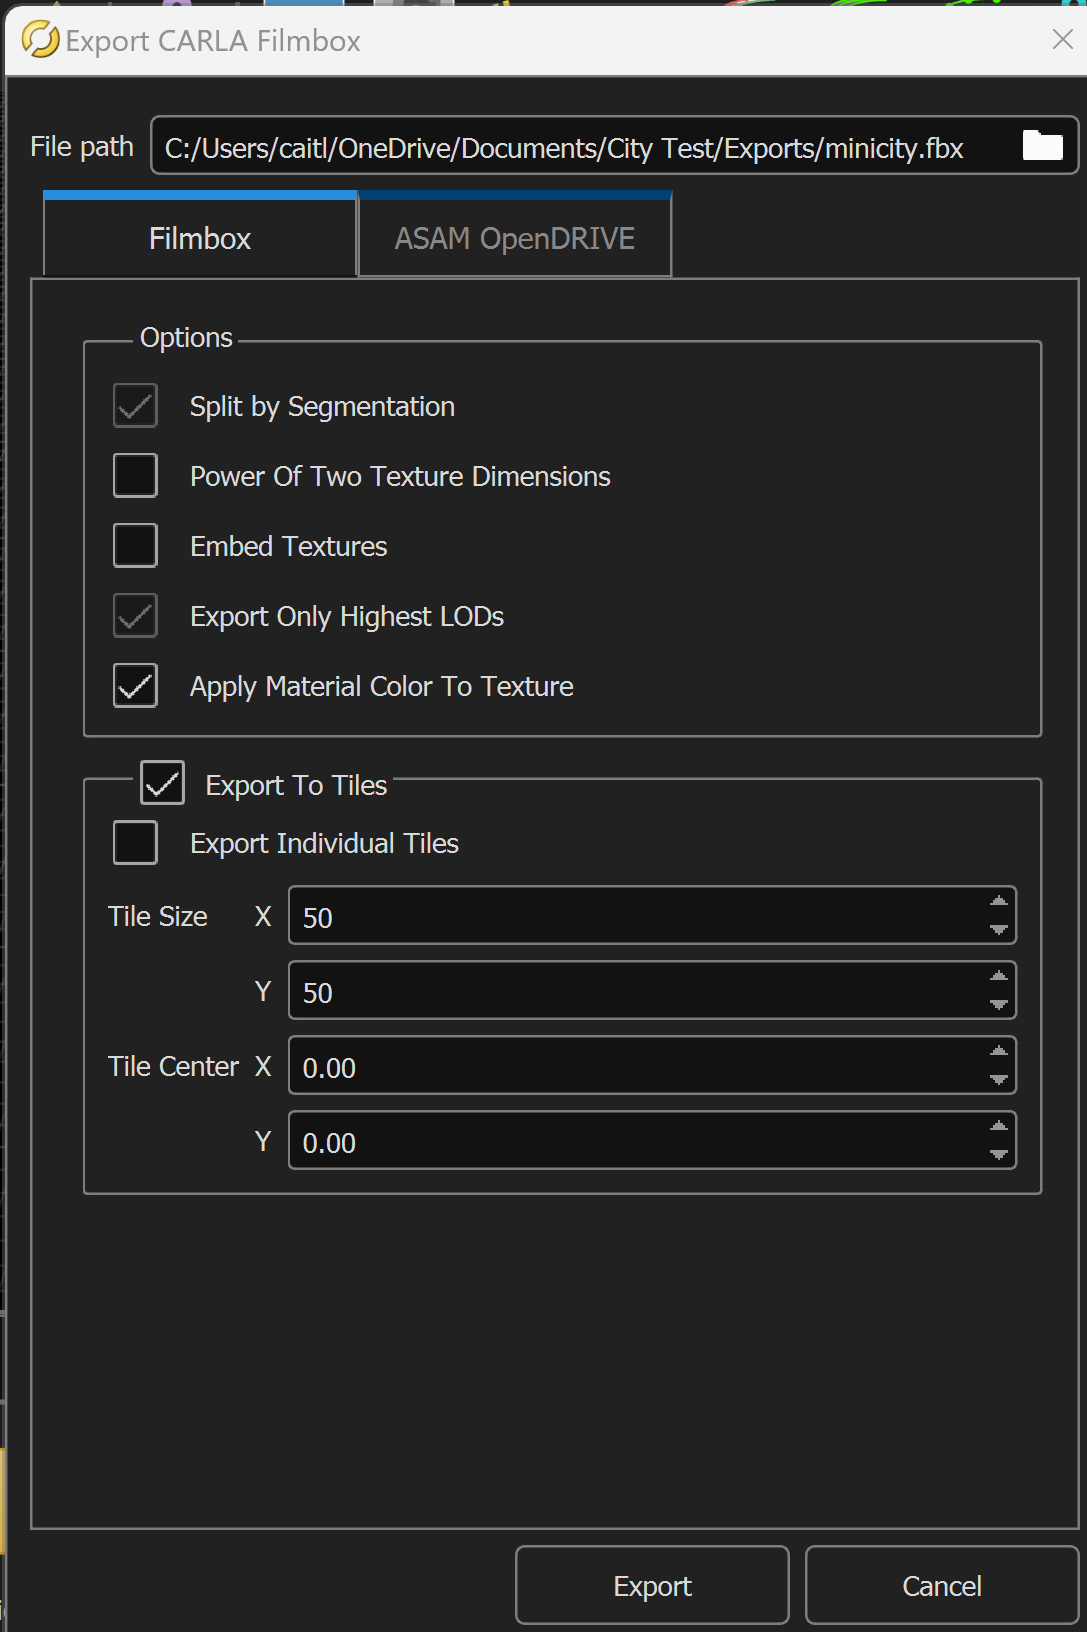 Export CARLA Filmbox
File path C:/Users/caitl/OneDrive/Documents/City Test/Exports/minicity.fbx
Filmbox ASAM OpenDRIVE
Options
Split by Segmentation
Power Of Two Texture Dimensions
Embed Textures
Export Only Highest LODs
Apply Material Color To Texture
Export To Tiles
Export Individual Tiles
Tile Size X 50
Y 50
Tile Center X 0.00
Y 0.00
Export Cancel